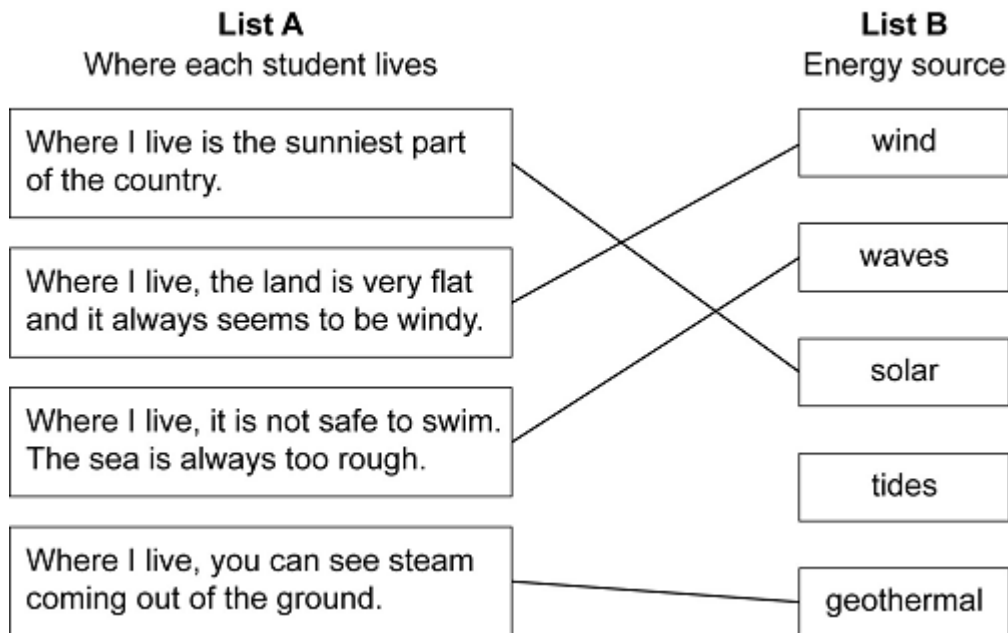 List A
Where each student lives
Where I live is the sunniest part
of the country.
Where I live, the land is very flat
and it always seems to be windy.
Where I live, it is not safe to swim.
The sea is always too rough.
Where I live, you can see steam
coming out of the ground.
List B
Energy source
wind
waves
solar
tides
geothermal